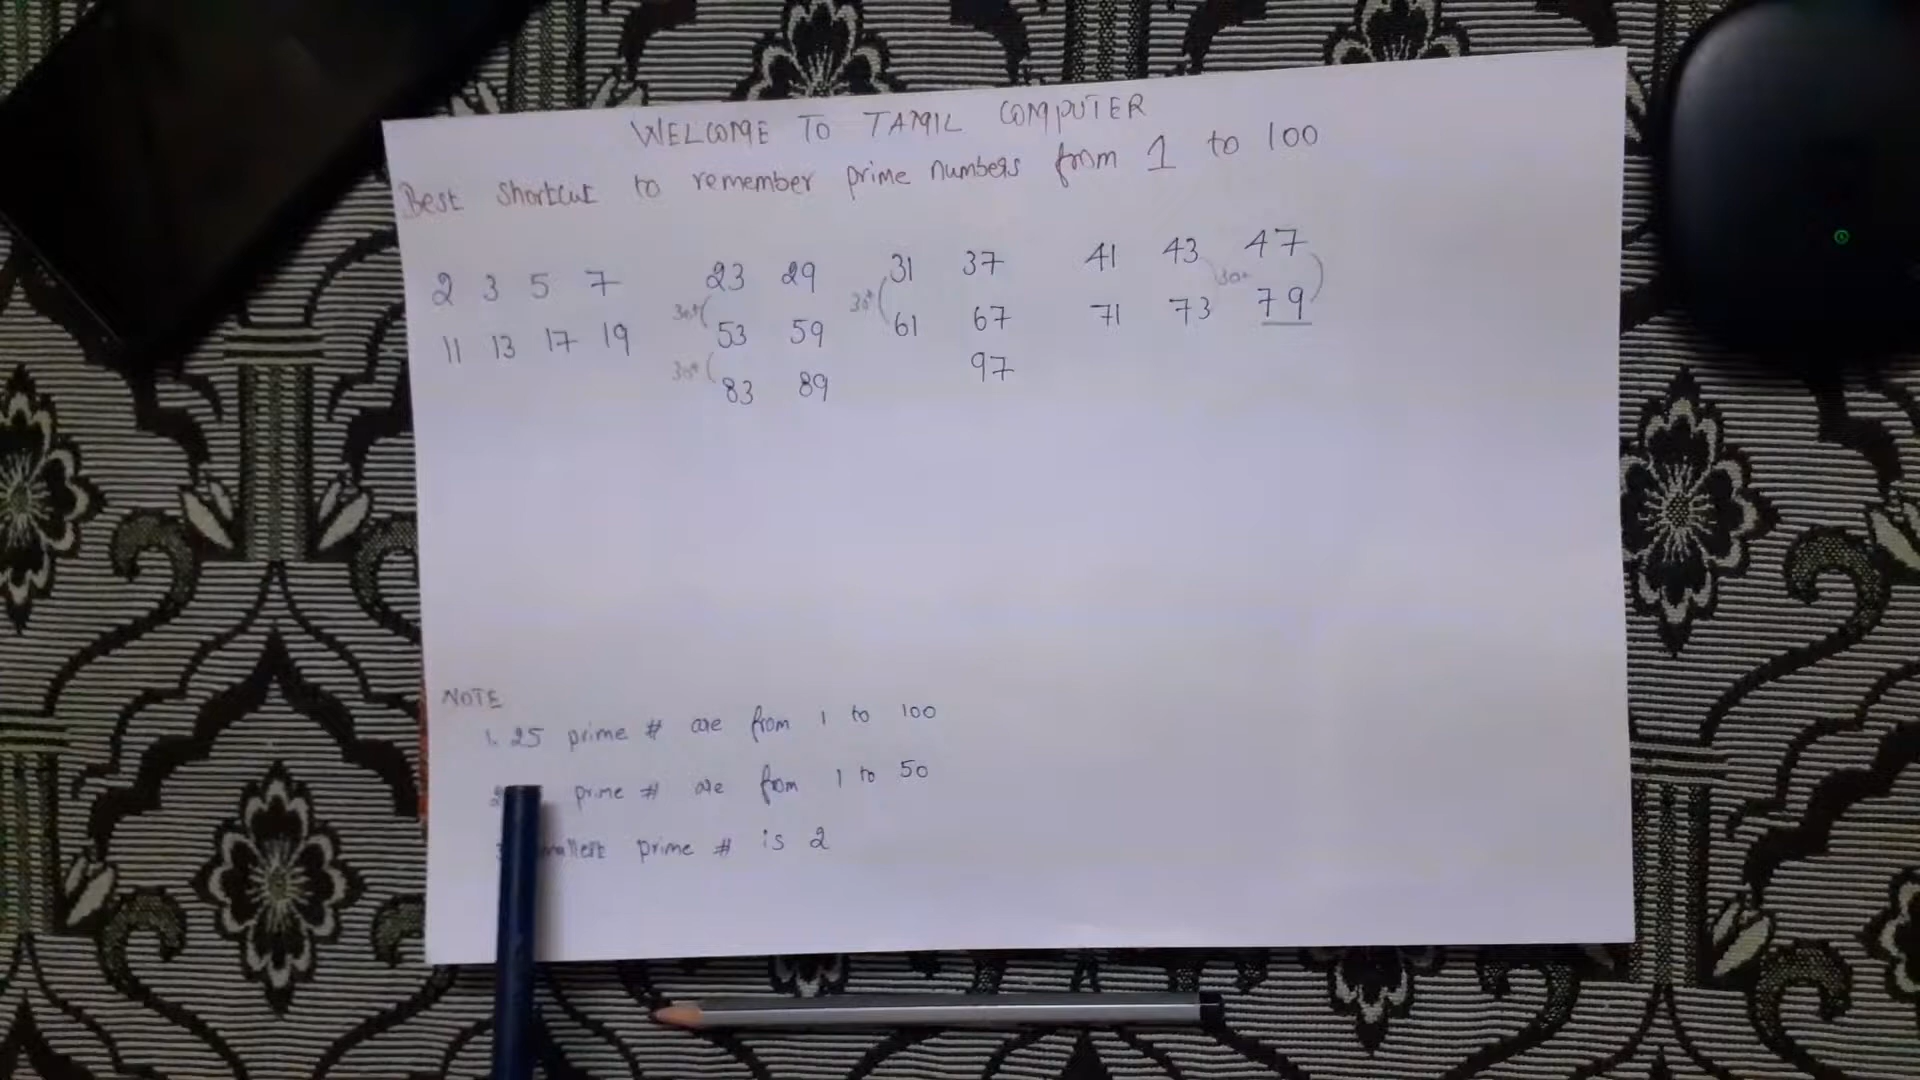 WELCOME TO TAMIL COMPUTER
Best shortcut to remember prime numbers from 1 to 100
2 3 5 7 23 29 31 37 41 43 47
11 13 17 19 53 59 61 67 71 73 79
83 89 97
NOTE
1. 25 prime # are from 1 to 100
prime # are from 1 to 50
prime # is 2